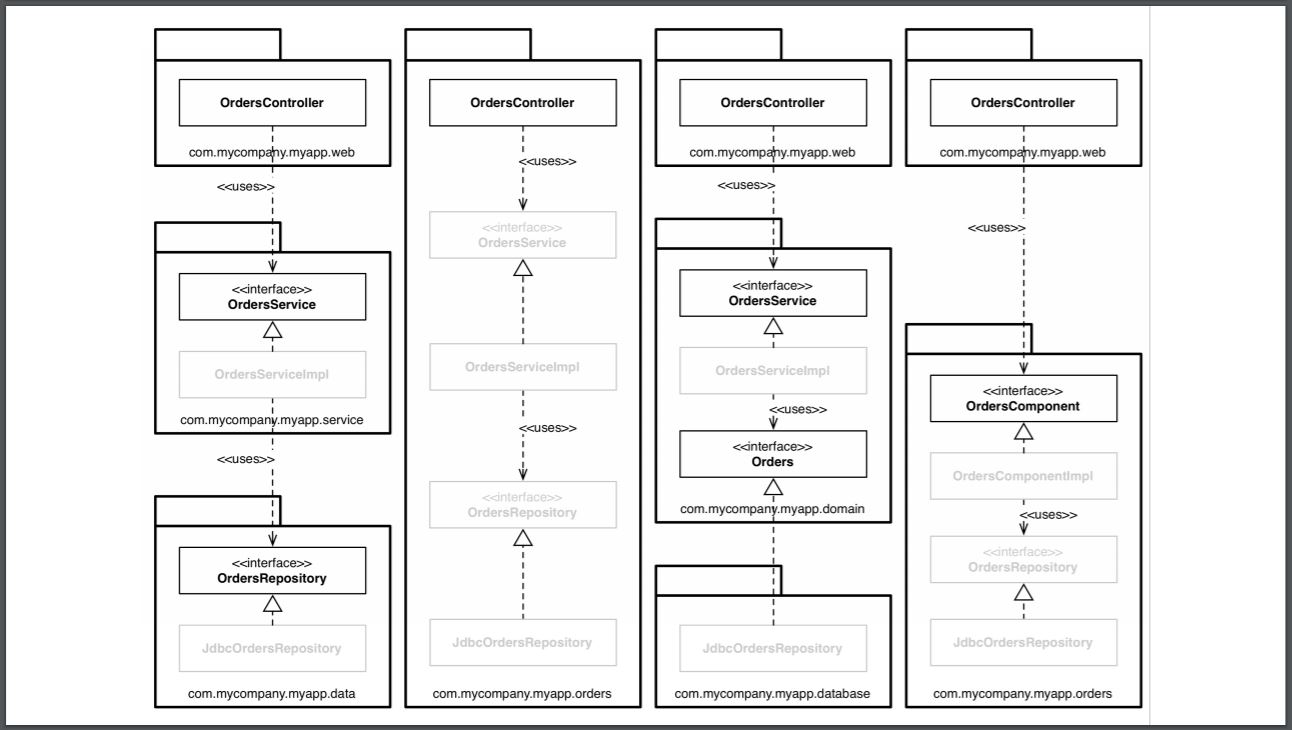 OrdersController
com.mycompany.myapp.web
<<uses>>
<<interface>>
OrdersService
OrdersServiceImpl
com.mycompany.myapp.service
<<uses>>
<<interface>>
OrdersRepository
JdbcOrdersRepository
com.mycompany.myapp.data
OrdersController
<<uses>>
<<interface>>
OrdersService
OrdersServiceImpl
<<uses>>
<<interface>>
OrdersRepository
JdbcOrdersRepository
com.mycompany.myapp.orders
OrdersController
com.mycompany.myapp.web
<<uses>>
<<interface>>
OrdersService
OrdersServiceImpl
<<uses>>
<<interface>>
Orders
com.mycompany.myapp.domain
JdbcOrdersRepository
com.mycompany.myapp.database
OrdersController
com.mycompany.myapp.web
<<uses>>
<<interface>>
OrdersComponent
OrdersComponentImpl
<<uses>>
<<interface>>
OrdersRepository
JdbcOrdersRepository
com.mycompany.myapp.orders